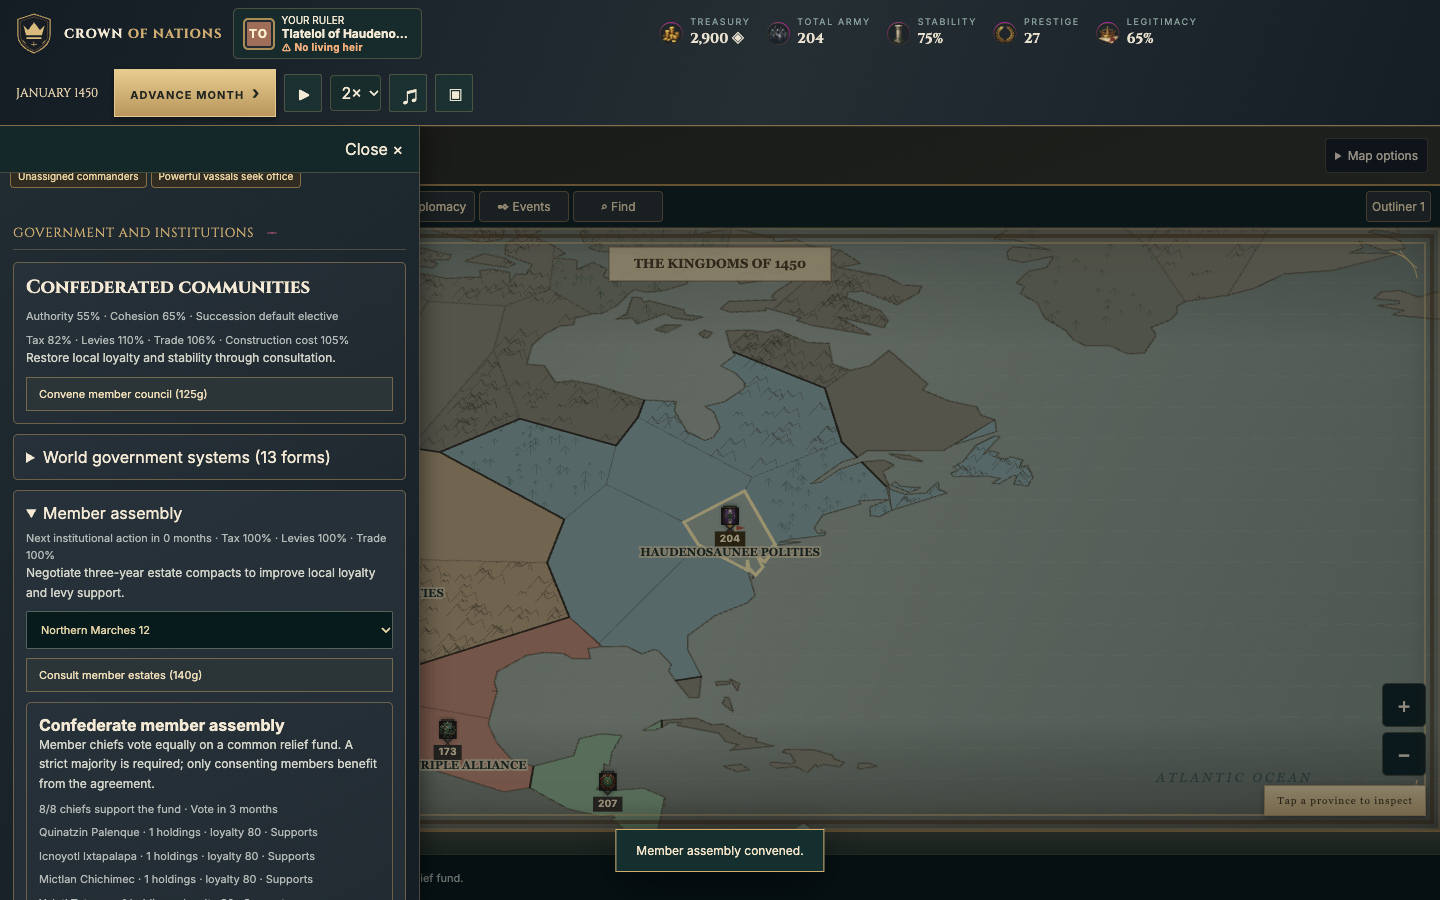 CROWN OF NATIONS
TO
YOUR RULER
Tlatelol of Haudeno...
⚠ No living heir
TREASURY
2,900 ◈
TOTAL ARMY
204
STABILITY
75%
PRESTIGE
27
LEGITIMACY
65%
JANUARY 1450
ADVANCE MONTH ›
2×
Close ×
Map options
Unassigned commanders
Powerful vassals seek office
plomacy
Events
Find
Outliner 1
GOVERNMENT AND INSTITUTIONS
THE KINGDOMS OF 1450
Confederated communities
Authority 55% · Cohesion 65% · Succession default elective
Tax 82% · Levies 110% · Trade 106% · Construction cost 105%
Restore local loyalty and stability through consultation.
Convene member council (125g)
World government systems (13 forms)
Member assembly
Next institutional action in 0 months · Tax 100% · Levies 100% · Trade
100%
Negotiate three-year estate compacts to improve local loyalty
and levy support.
Northern Marches 12
Consult member estates (140g)
Confederate member assembly
Member chiefs vote equally on a common relief fund. A
strict majority is required; only consenting members benefit
from the agreement.
8/8 chiefs support the fund · Vote in 3 months
Quinatzin Palenque · 1 holdings · loyalty 80 · Supports
Icnoyotl Ixtapalapa · 1 holdings · loyalty 80 · Supports
Mictlan Chichimec · 1 holdings · loyalty 80 · Supports
204
HAUDENOSAUNEE POLITIES
TIES
173
RIPLE ALLIANCE
207
ATLANTIC OCEAN
+
−
Tap a province to inspect
Member assembly convened.
ief fund.